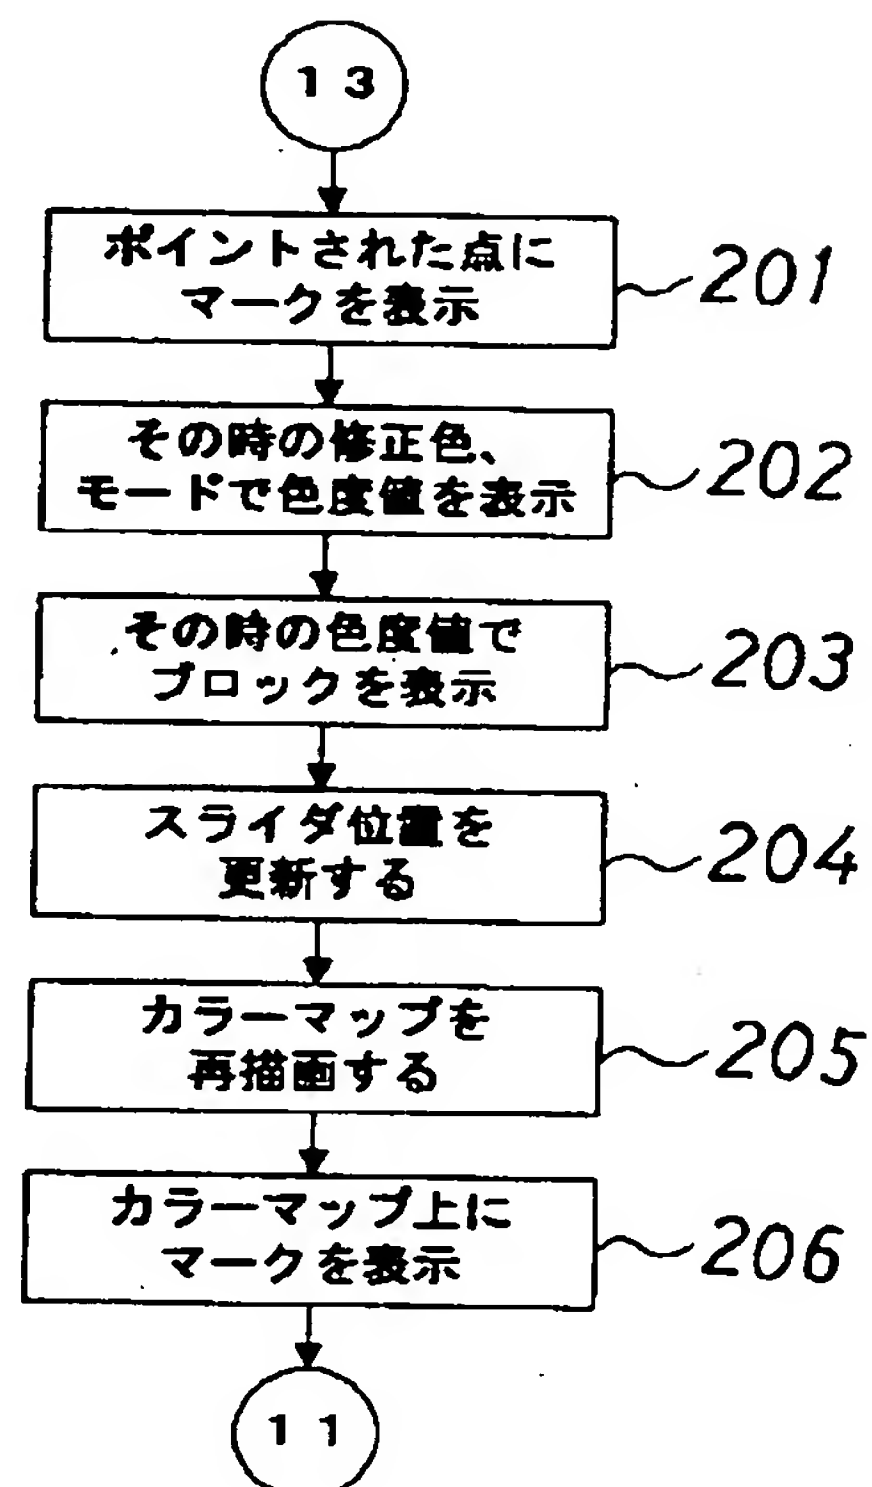 13
ポイントされた点に
マークを表示
201
その時の修正色、
モードで色度値を表示
202
その時の色度値で
ブロックを表示
203
スライダ位置を
更新する
204
カラーマップを
再描画する
205
カラーマップ上に
マークを表示
206
11